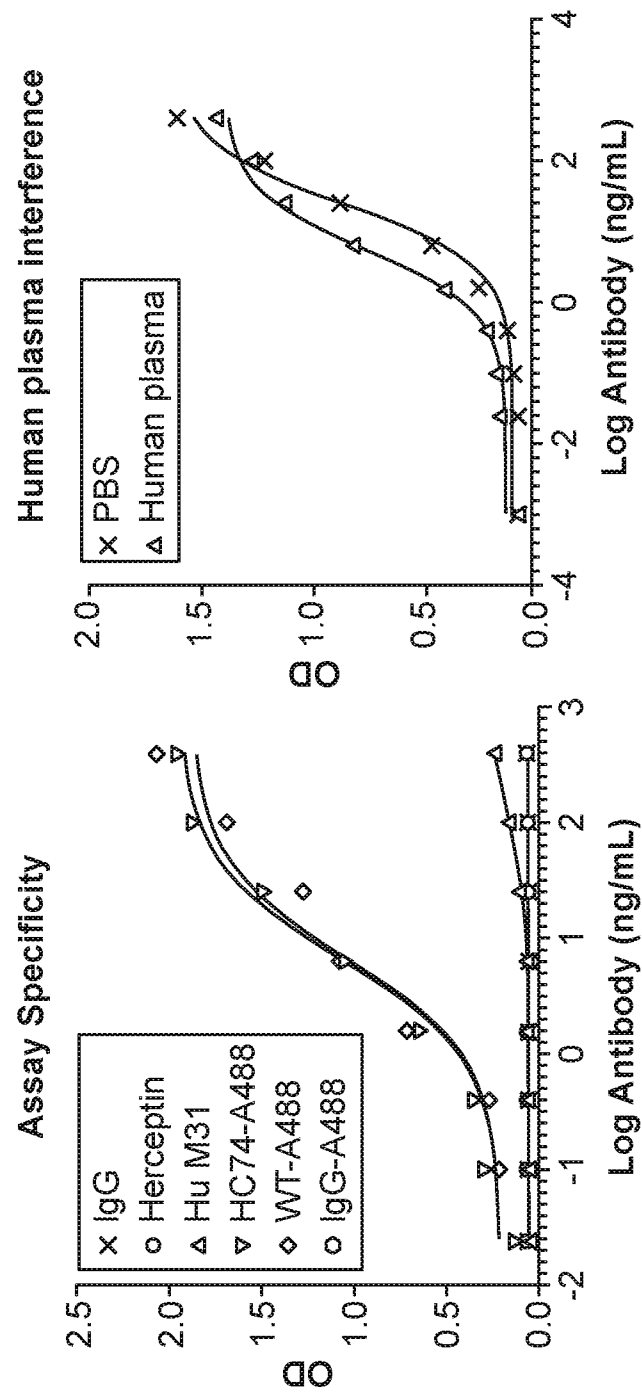 Assay Specificity
2.5
2.0
1.5
1.0
0.5
0.0
OD
IgG
Herceptin
Hu M31
HC74-A488
WT-A488
IgG-A488
-2
-1
0
1
2
3
Log Antibody (ng/mL)
Human plasma interference
2.0
1.5
1.0
0.5
0.0
OD
PBS
Human plasma
-4
-2
0
2
4
Log Antibody (ng/mL)